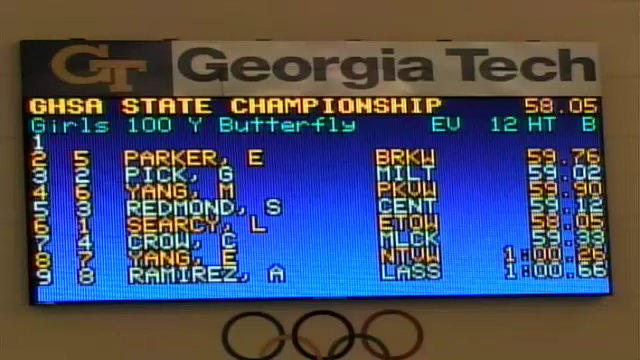 GT Georgia Tech
GHSA STATE CHAMPIONSHIP 58.05
Girls 100 Y Butterfly EV 12 HT B
1
2 5 PARKER, E BRKW 59.76
3 2 PICK, G MILT 59.02
4 6 YANG, M PKVW 59.90
5 3 REDMOND, S CENT 59.12
6 1 SEARCY, L ETOW 58.05
7 4 CROW, C MLCK 59.38
8 7 YANG, E NTVW 1:00.26
9 8 RAMIREZ, A LASS 1:00.66